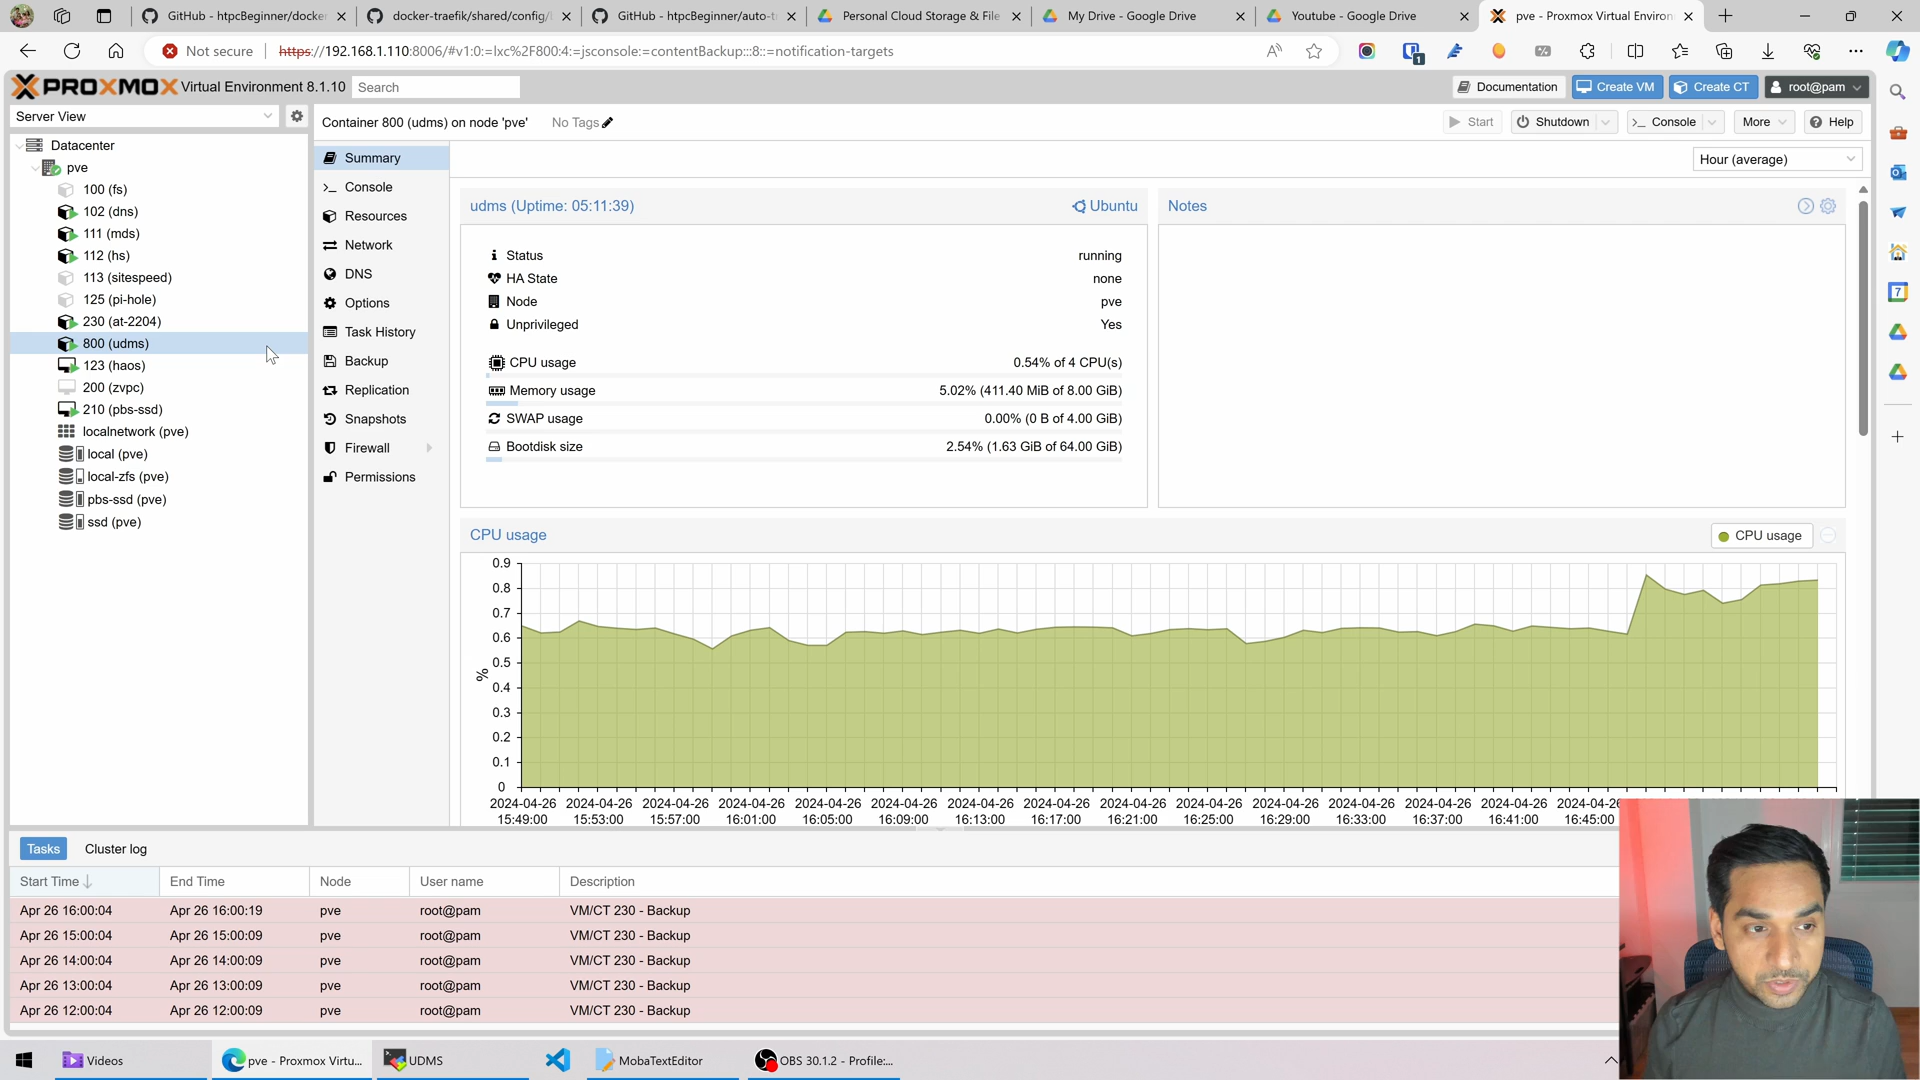 GitHub - htpcBeginner/docker
docker-traefik/shared/config/
GitHub - htpcBeginner/auto-t
Personal Cloud Storage & File
My Drive - Google Drive
Youtube - Google Drive
pve - Proxmox Virtual Environ
Not secure
https://192.168.1.110:8006/#v1:0:=lxc%2F800:4:=jsconsole:=contentBackup:::8::=notification-targets
1
PROXMOX Virtual Environment 8.1.10
Search
Documentation
Create VM
Create CT
root@pam
Server View
Container 800 (udms) on node 'pve'
No Tags
Start
Shutdown
Console
More
Help
Datacenter
pve
100 (fs)
102 (dns)
111 (mds)
112 (hs)
113 (sitespeed)
125 (pi-hole)
230 (at-2204)
800 (udms)
123 (haos)
200 (zvpc)
210 (pbs-ssd)
localnetwork (pve)
local (pve)
local-zfs (pve)
pbs-ssd (pve)
ssd (pve)
Summary
Console
Resources
Network
DNS
Options
Task History
Backup
Replication
Snapshots
Firewall
Permissions
Hour (average)
udms (Uptime: 05:11:39)
Ubuntu
Status running
HA State none
Node pve
Unprivileged Yes
CPU usage 0.54% of 4 CPU(s)
Memory usage 5.02% (411.40 MiB of 8.00 GiB)
SWAP usage 0.00% (0 B of 4.00 GiB)
Bootdisk size 2.54% (1.63 GiB of 64.00 GiB)
Notes
7
CPU usage
CPU usage
0.9
0.8
0.7
0.6
0.5
0.4
0.3
0.2
0.1
0
%
2024-04-26 2024-04-26 2024-04-26 2024-04-26 2024-04-26 2024-04-26 2024-04-26 2024-04-26 2024-04-26 2024-04-26 2024-04-26 2024-04-26 2024-04-26 2024-04-26 2024-04-26
15:49:00 15:53:00 15:57:00 16:01:00 16:05:00 16:09:00 16:13:00 16:17:00 16:21:00 16:25:00 16:29:00 16:33:00 16:37:00 16:41:00 16:45:00
Tasks
Cluster log
Start Time End Time Node User name Description
Apr 26 16:00:04 Apr 26 16:00:19 pve root@pam VM/CT 230 - Backup
Apr 26 15:00:04 Apr 26 15:00:09 pve root@pam VM/CT 230 - Backup
Apr 26 14:00:04 Apr 26 14:00:09 pve root@pam VM/CT 230 - Backup
Apr 26 13:00:04 Apr 26 13:00:09 pve root@pam VM/CT 230 - Backup
Apr 26 12:00:04 Apr 26 12:00:09 pve root@pam VM/CT 230 - Backup
Videos
pve - Proxmox Virtu...
UDMS
MobaTextEditor
OBS 30.1.2 - Profile:...